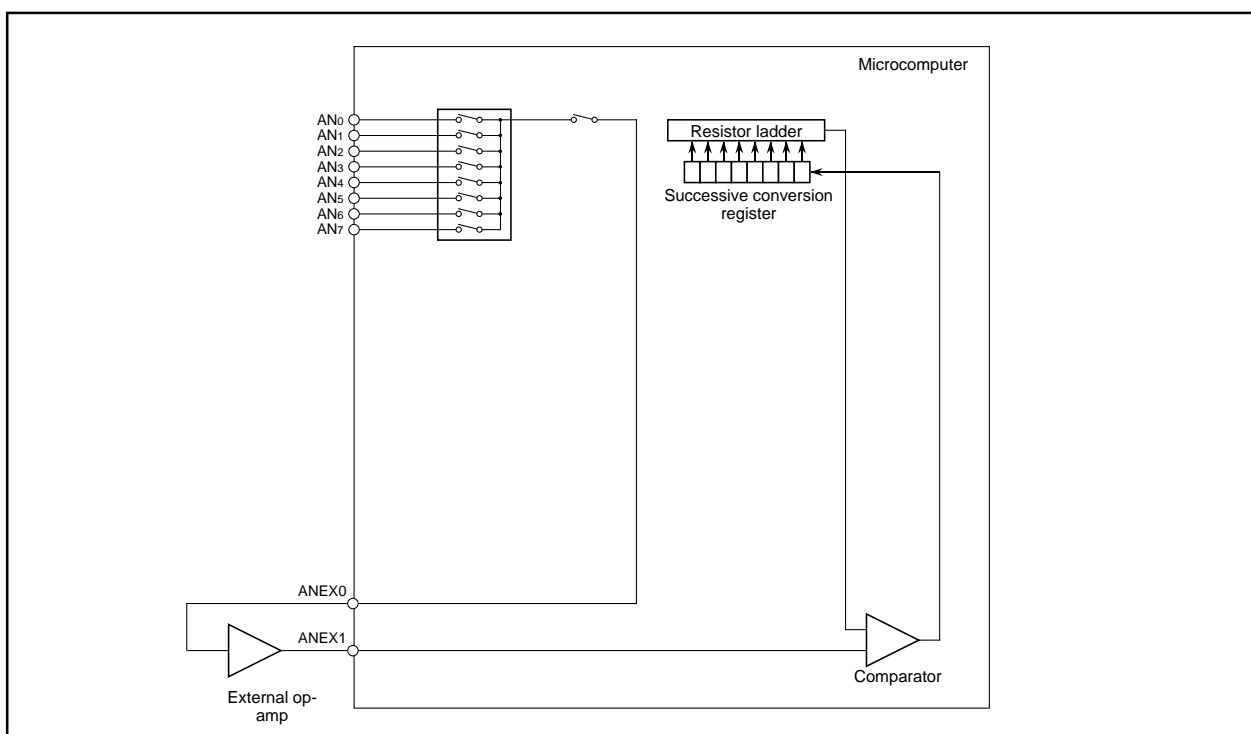 Microcomputer
AN0
AN1
AN2
AN3
AN4
AN5
AN6
AN7
Resistor ladder
Successive conversion
register
ANEX0
ANEX1
External op-
amp
Comparator